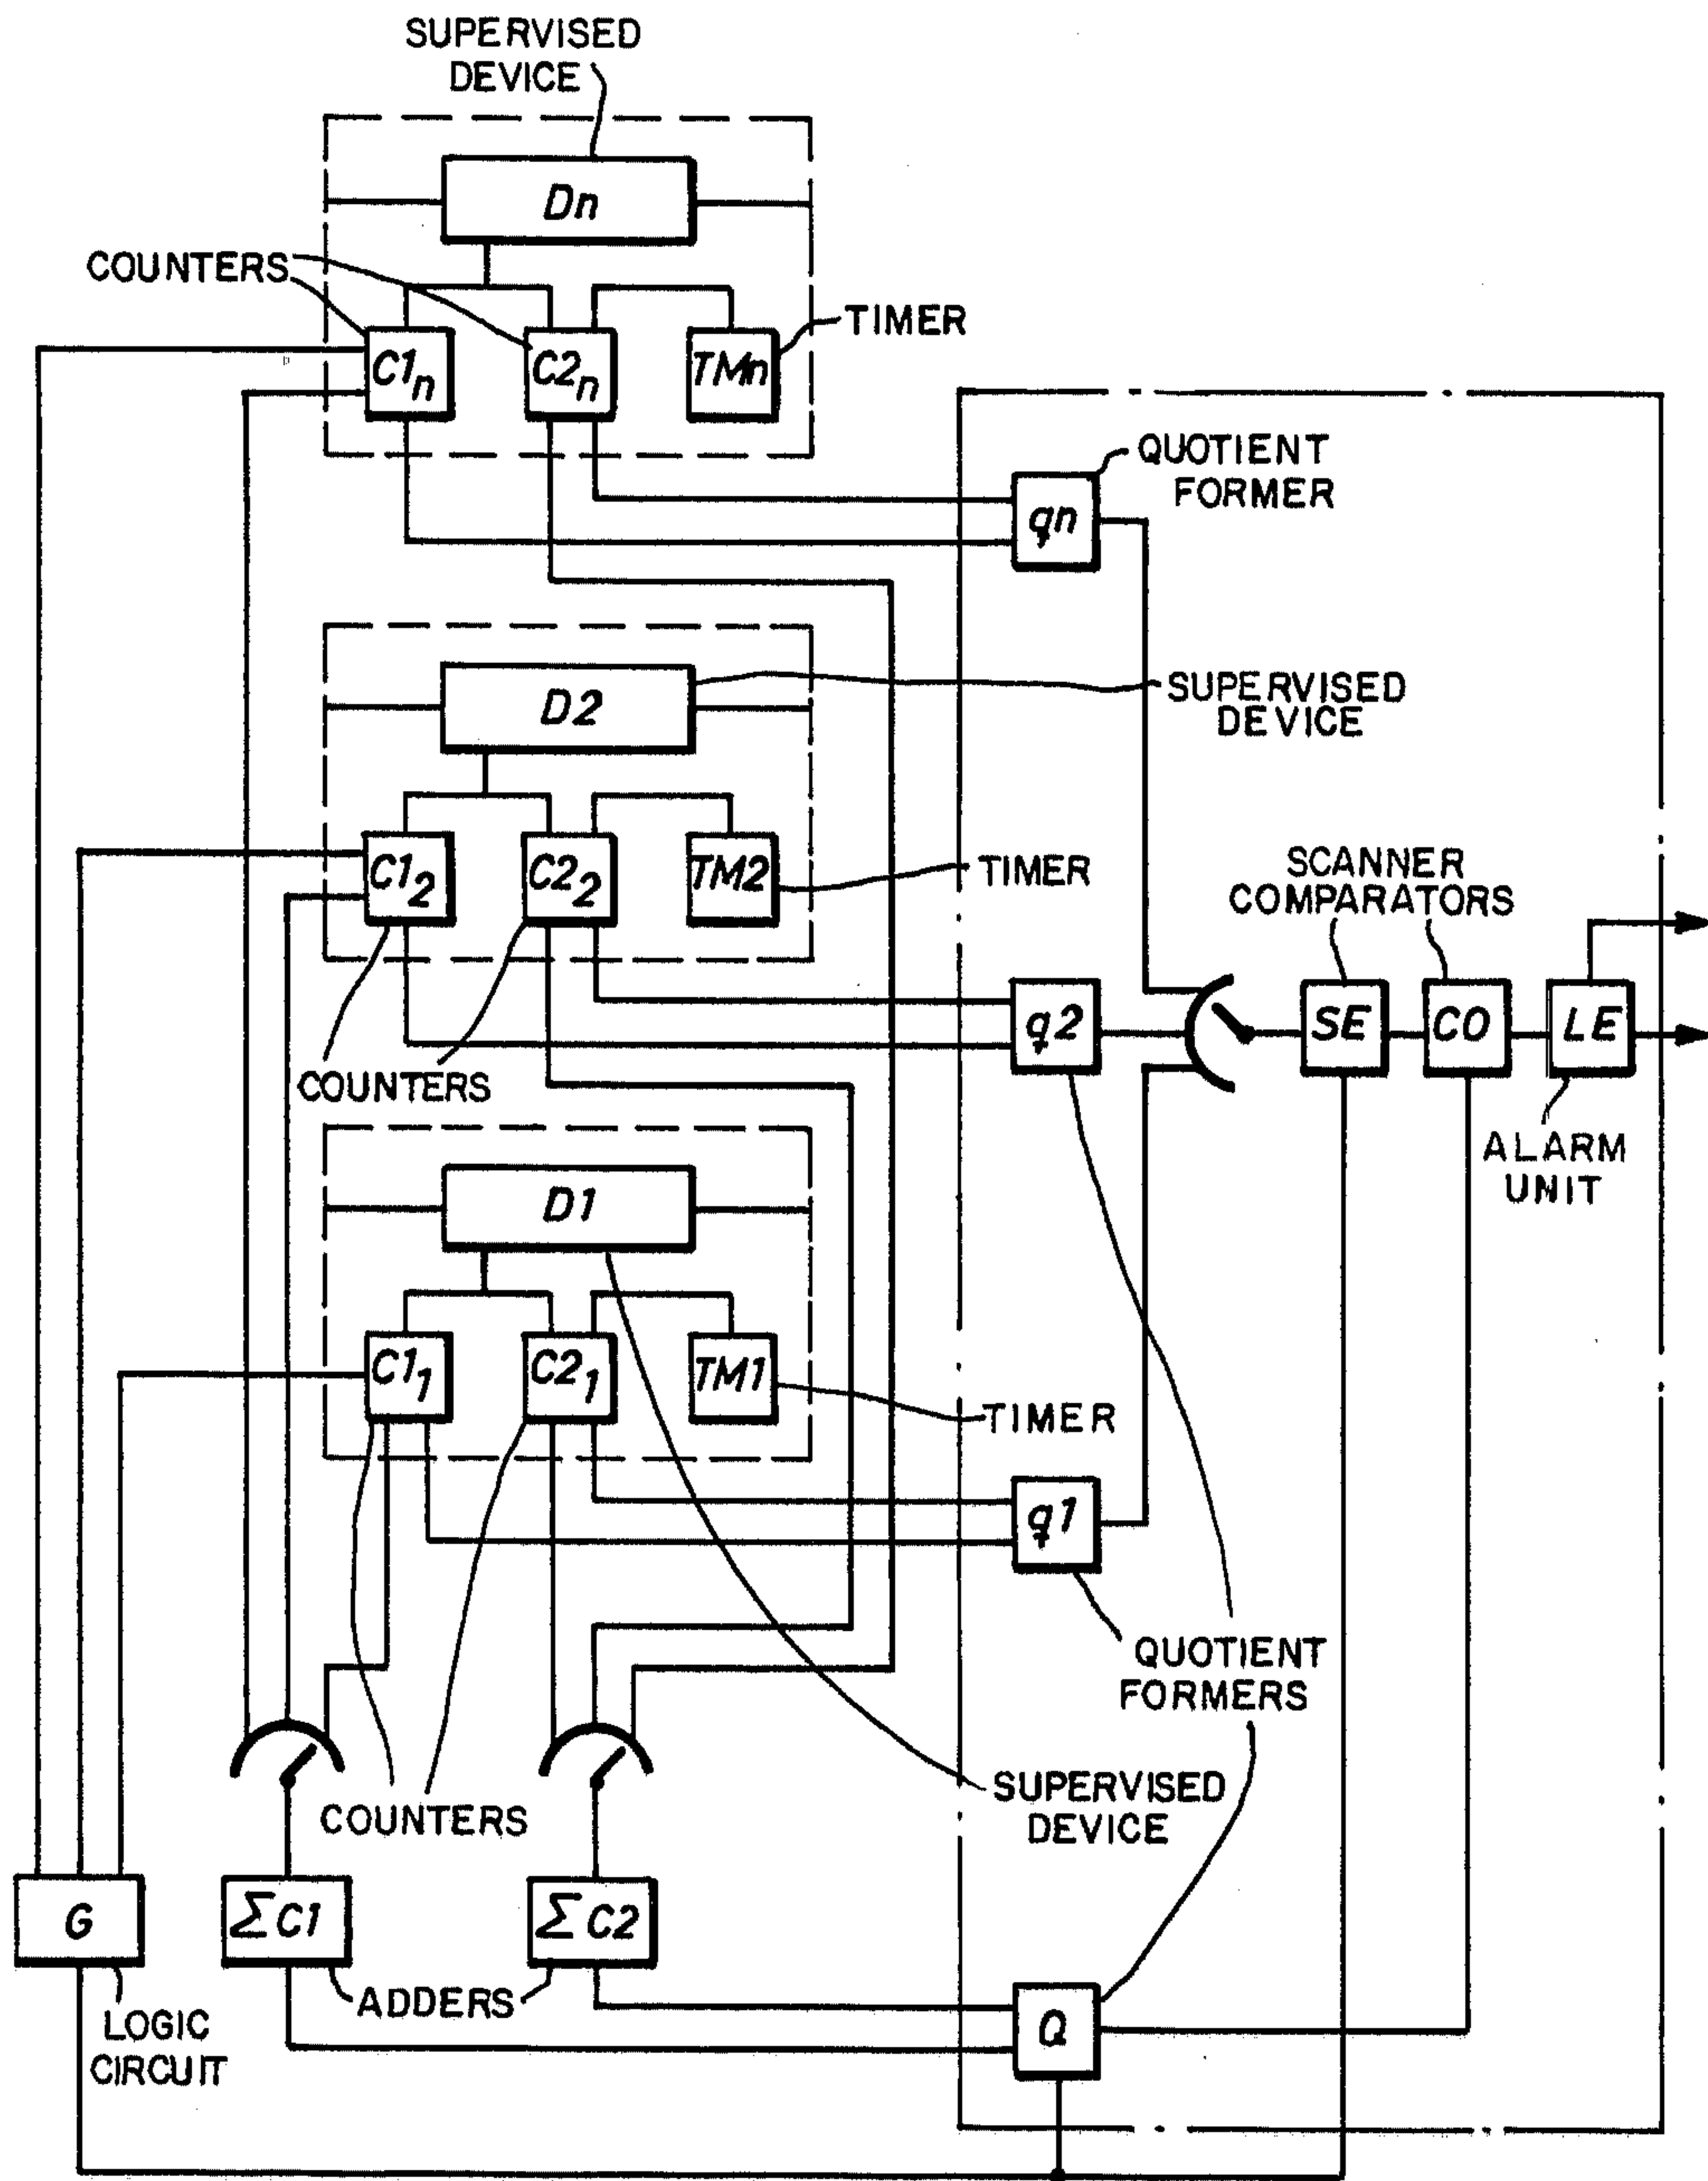 SUPERVISED
DEVICE
Dn
COUNTERS
TIMER
C1n
C2n
TMn
QUOTIENT
FORMER
qn
D2
SUPERVISED
DEVICE
C12
C22
TM2
TIMER
SCANNER
COMPARATORS
q2
SE
CO
LE
COUNTERS
ALARM
UNIT
D1
C11
C21
TM1
TIMER
q1
QUOTIENT
FORMERS
SUPERVISED
DEVICE
COUNTERS
G
ΣC1
ΣC2
ADDERS
Q
LOGIC
CIRCUIT